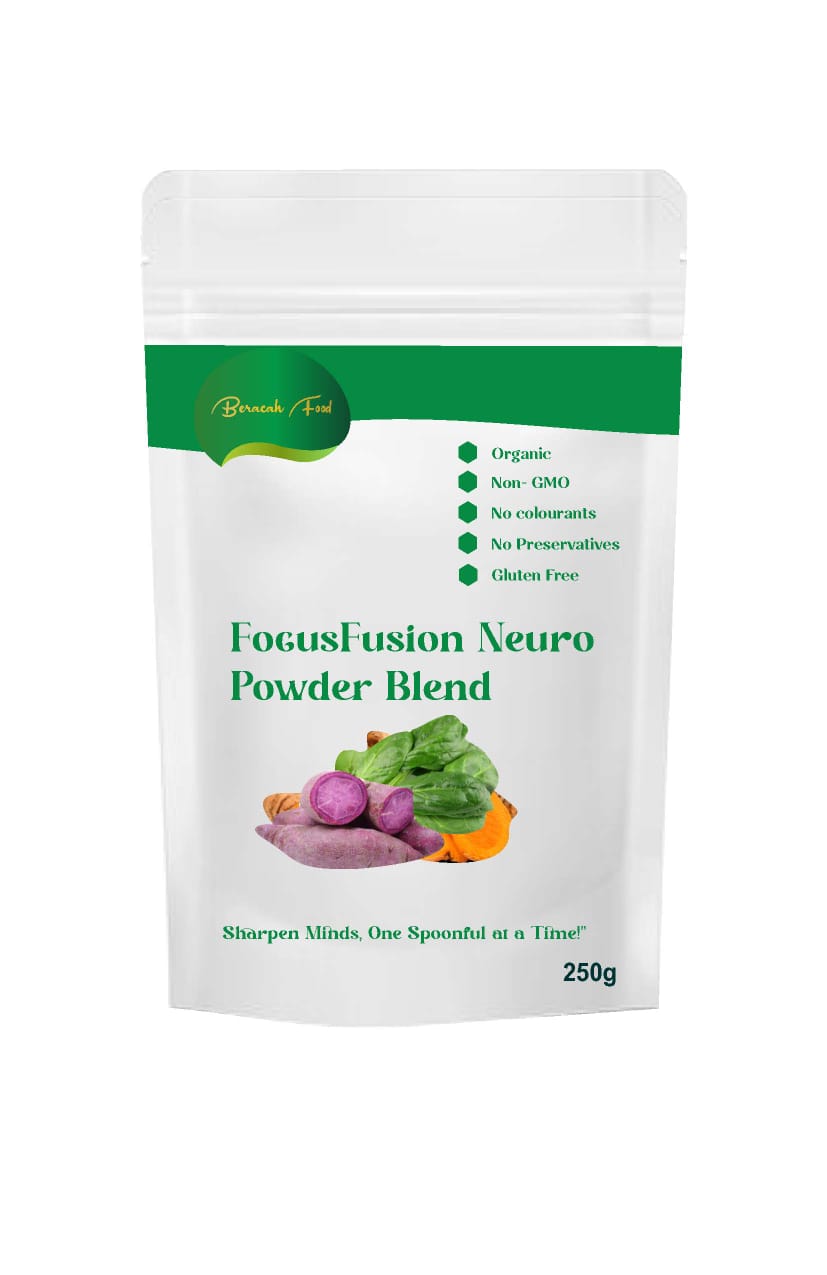 Beracah Food
Organic
Non- GMO
No colourants
No Preservatives
Gluten Free
FocusFusion Neuro
Powder Blend
Sharpen Minds, One Spoonful at a Time!"
250g